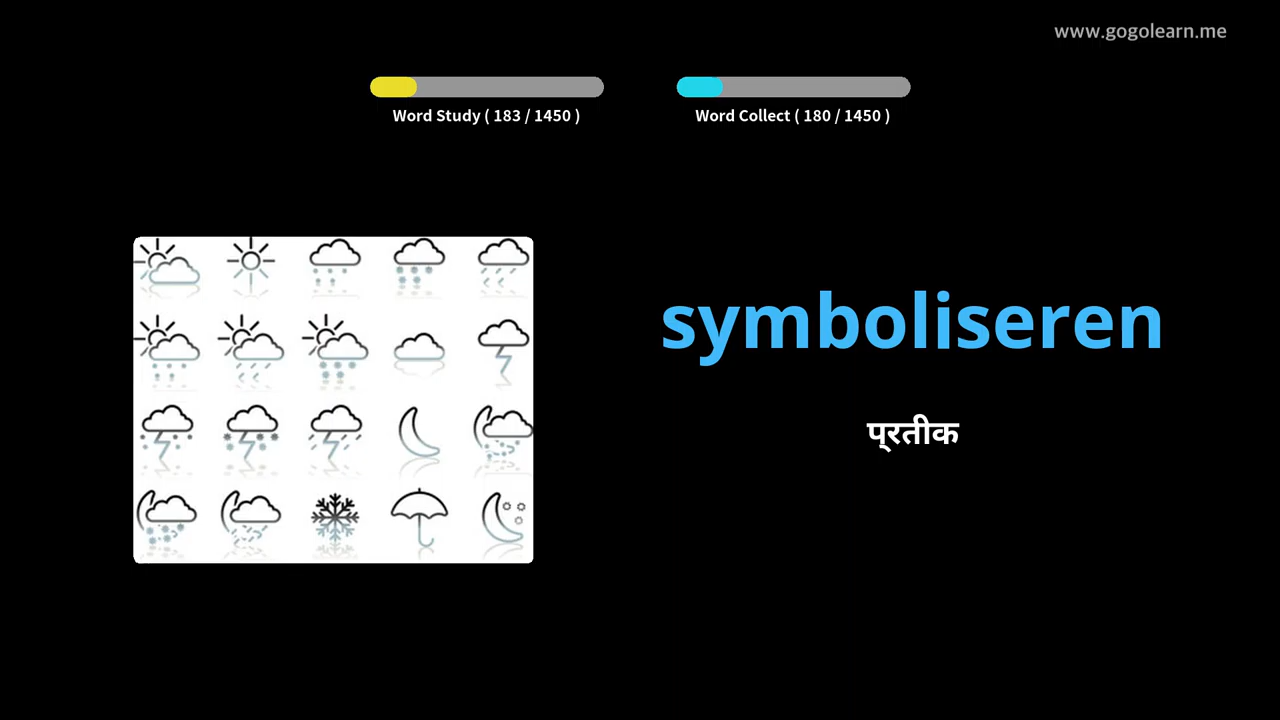 www.gogolearn.me
Word Study ( 183 / 1450 )
Word Collect ( 180 / 1450 )
symboliseren
प्रतीक